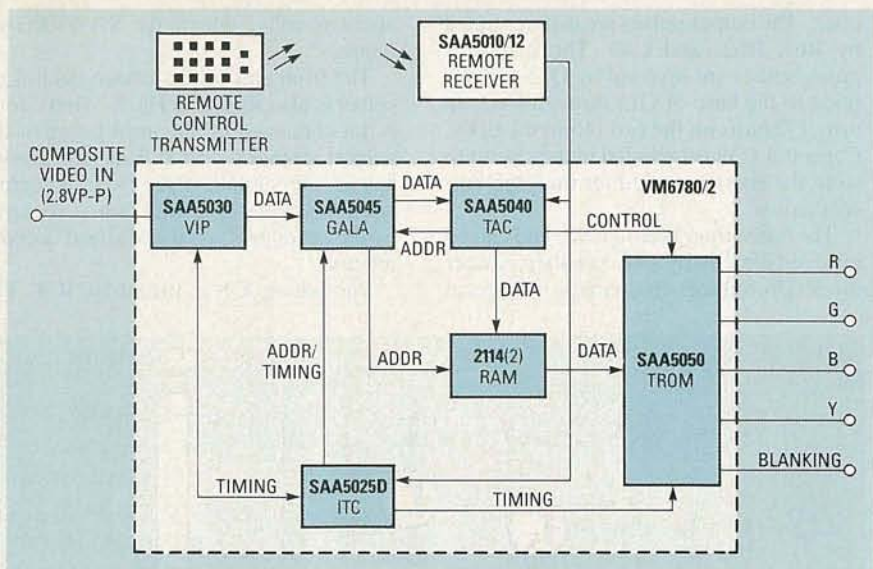 SAA5010/12
REMOTE
RECEIVER
REMOTE
CONTROL
TRANSMITTER
COMPOSITE
VIDEO IN
(2.8VP-P)
SAA5030
VIP
DATA
SAA5045
GALA
DATA
ADDR
SAA5040
TAC
VM6780/2
CONTROL
R
G
B
Y
BLANKING
DATA
ADDR/
TIMING
ADDR
2114(2)
RAM
DATA
SAA5050
TROM
TIMING
SAA5025D
ITC
TIMING